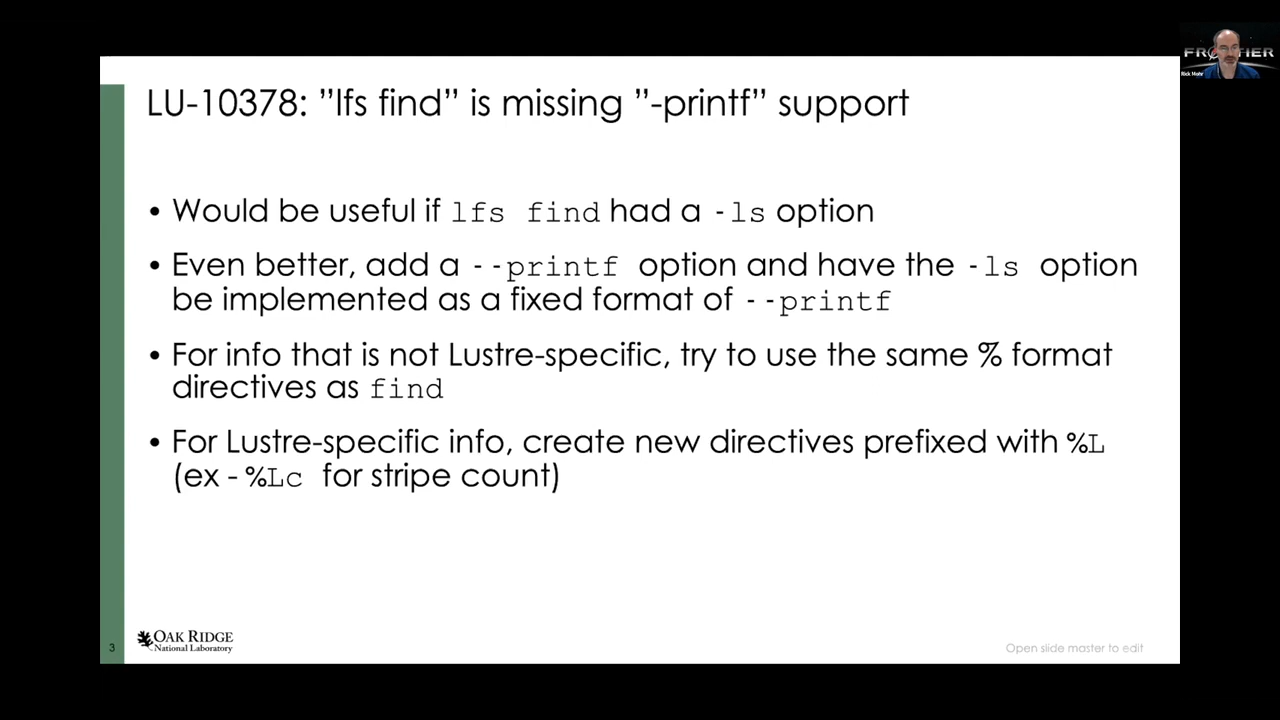 FRONTIER
Rick Mohr
LU-10378: ”lfs find” is missing ”-printf” support
• Would be useful if lfs find had a -ls option
• Even better, add a --printf option and have the -ls option
be implemented as a fixed format of --printf
• For info that is not Lustre-specific, try to use the same % format
directives as find
• For Lustre-specific info, create new directives prefixed with %L
(ex - %Lc for stripe count)
3
OAK RIDGE
National Laboratory
Open slide master to edit